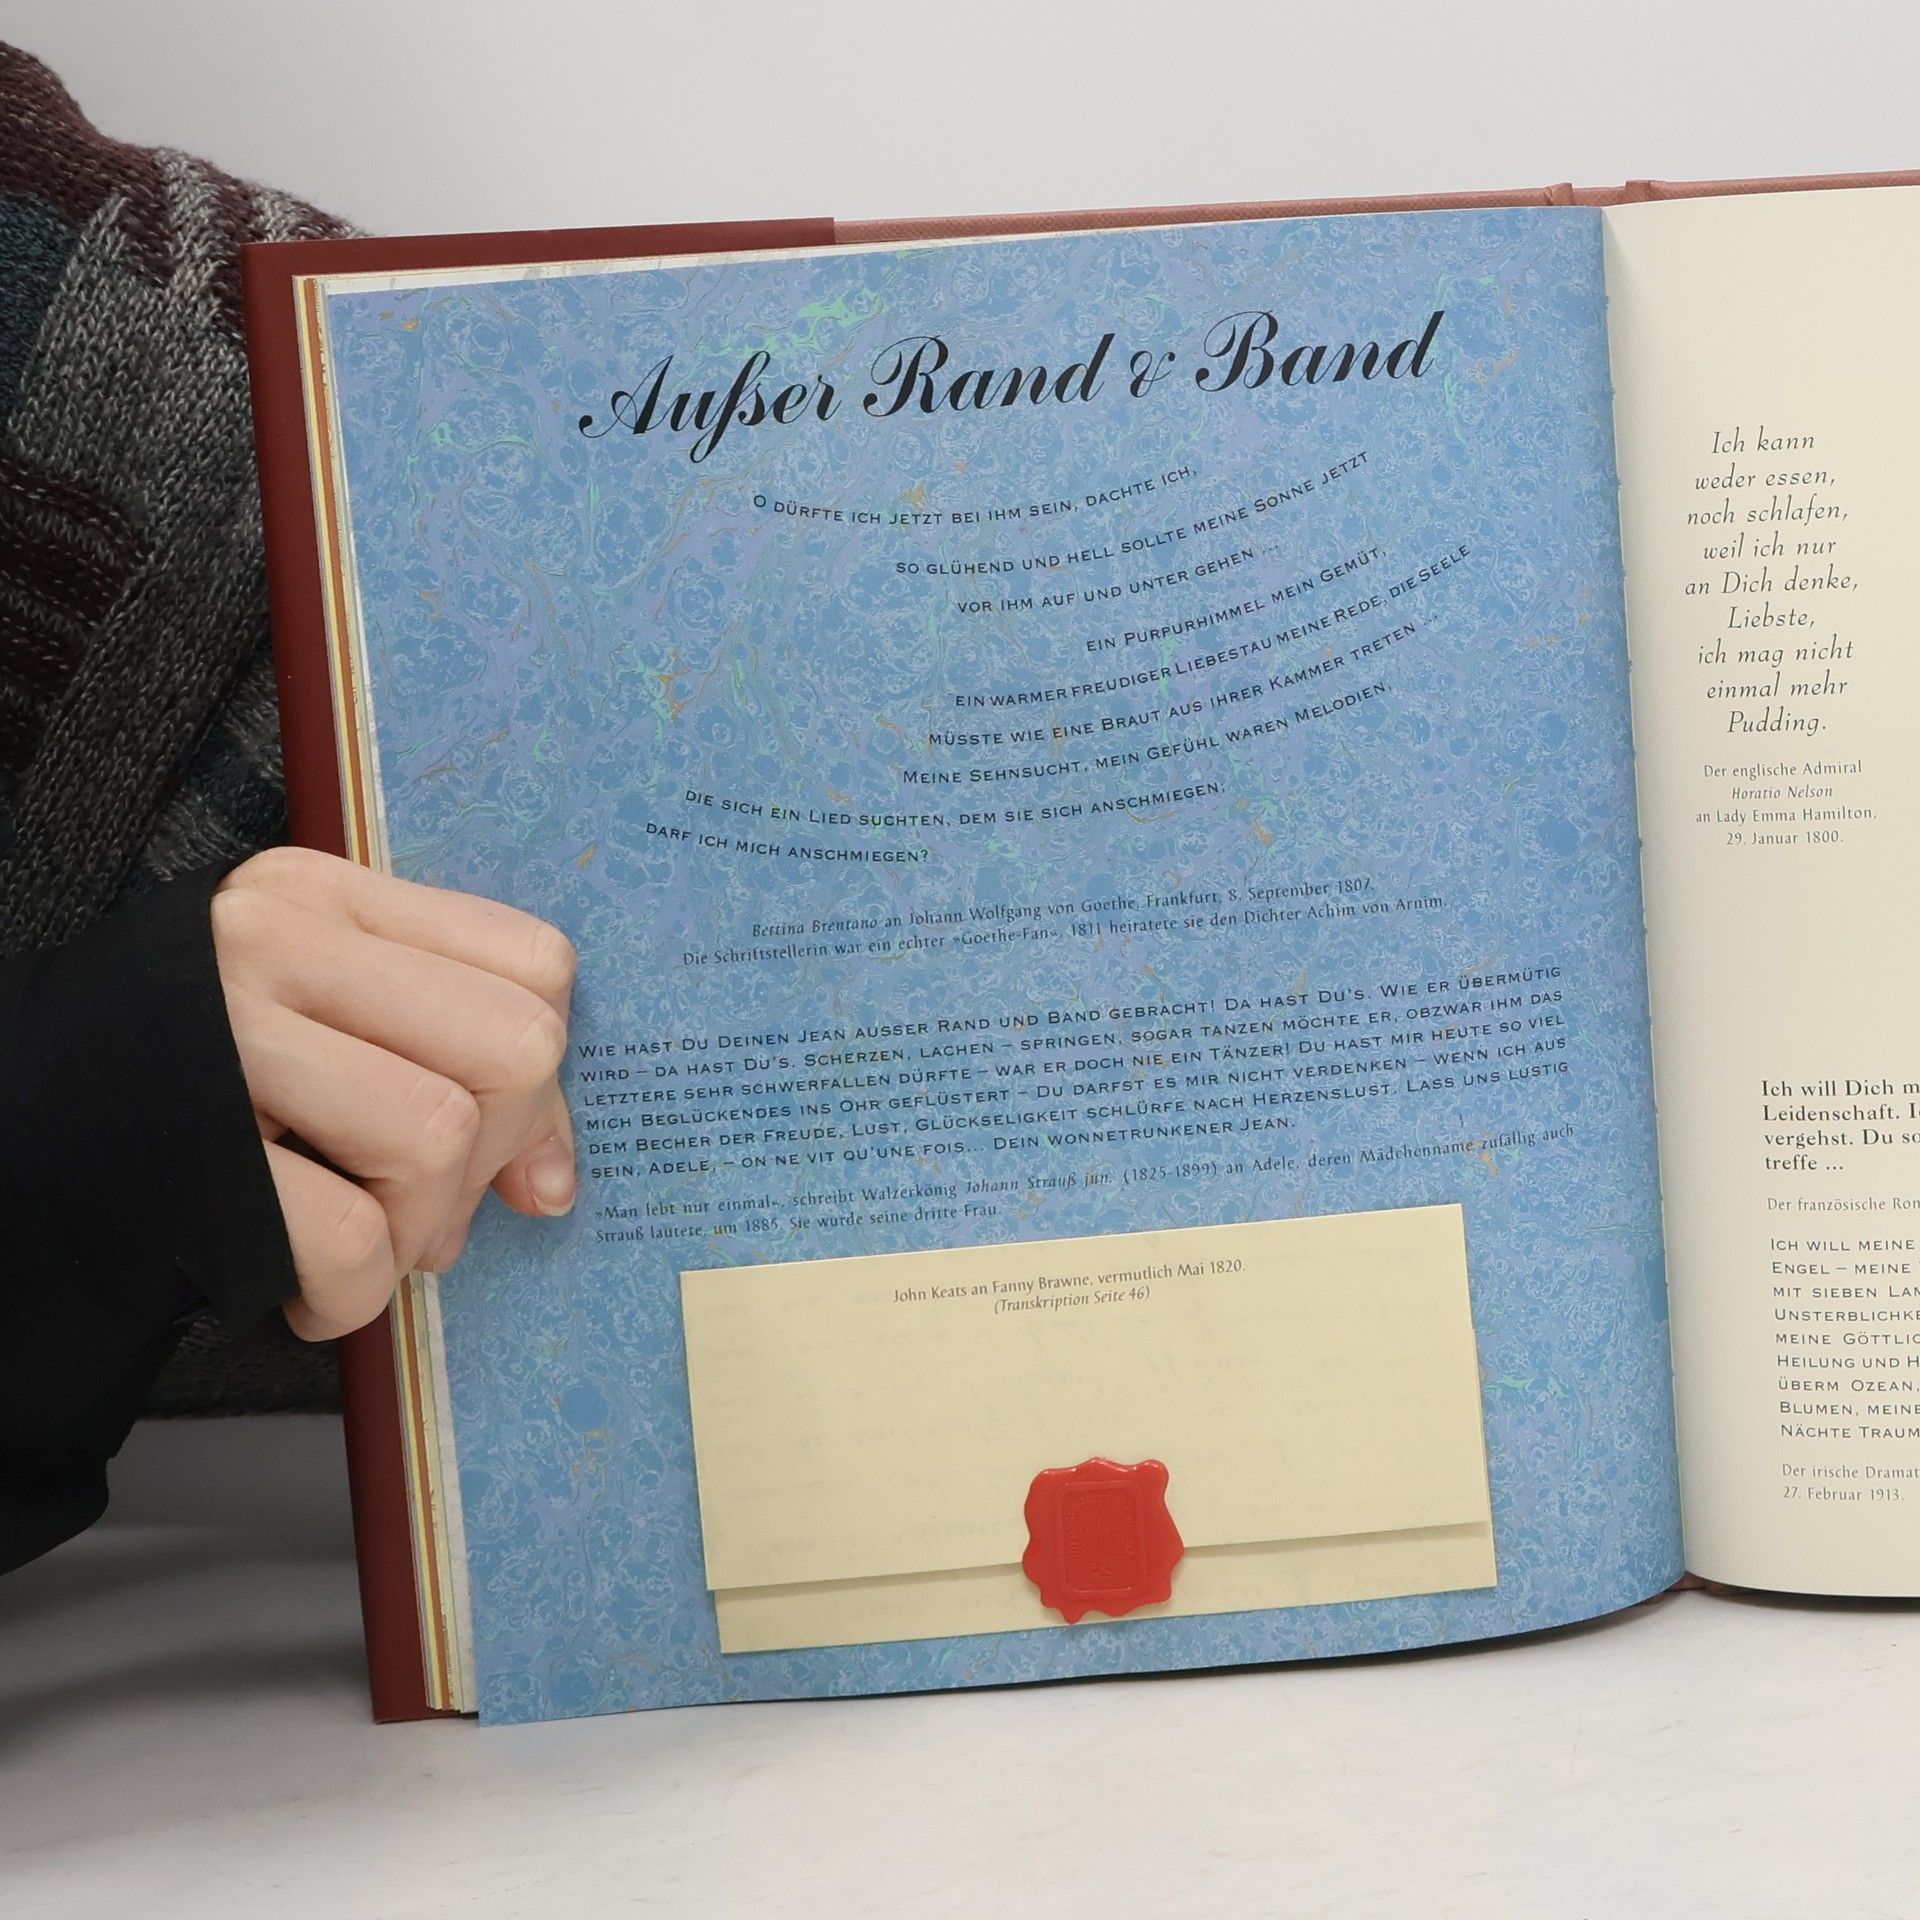 Außer Rand & Band
O DÜRFTE ICH JETZT BEI IHM SEIN, DACHTE ICH,
SO GLÜHEND UND HELL SOLLTE MEINE SONNE JETZT
VOR IHM AUF UND UNTER GEHEN ...
EIN PURPURHIMMEL MEIN GEMÜT,
EIN WARMER FREUDIGER LIEBESTAU MEINE REDE, DIE SEELE
MÜSSTE WIE EINE BRAUT AUS IHRER KAMMER TRETEN ...
MEINE SEHNSUCHT, MEIN GEFÜHL WAREN MELODIEN,
DIE SICH EIN LIED SUCHTEN, DEM SIE SICH ANSCHMIEGEN;
DARF ICH MICH ANSCHMIEGEN?
Bettina Brentano an Johann Wolfgang von Goethe, Frankfurt, 8. September 1807.
Die Schriftstellerin war ein echter »Goethe-Fan«, 1811 heiratete sie den Dichter Achim von Arnim.
WIE HAST DU DEINEN JEAN AUSSER RAND UND BAND GEBRACHT! DA HAST DU'S. WIE ER ÜBERMÜTIG
WIRD – DA HAST DU'S. SCHERZEN, LACHEN – SPRINGEN, SOGAR TANZEN MÖCHTE ER, OBZWAR IHM DAS
LETZTERE SEHR SCHWERFALLEN DÜRFTE – WAR ER DOCH NIE EIN TÄNZER! DU HAST MIR HEUTE SO VIEL
MICH BEGLÜCKENDES INS OHR GEFLÜSTERT – DU DARFST ES MIR NICHT VERDENKEN – WENN ICH AUS
DEM BECHER DER FREUDE, LUST, GLÜCKSELIGKEIT SCHLÜRFE NACH HERZENSLUST. LASS UNS LUSTIG
SEIN, ADELE, – ON NE VIT QU'UNE FOIS... DEIN WONNETRUNKENER JEAN.
»Man lebt nur einmal«, schreibt Walzerkönig Johann Strauß jun. (1825-1899) an Adele, deren Mädchenname zufällig auch
Strauß lautete, um 1885. Sie wurde seine dritte Frau.
John Keats an Fanny Brawne, vermutlich Mai 1820.
(Transkription Seite 46)
Ich kann
weder essen,
noch schlafen,
weil ich nur
an Dich denke,
Liebste,
ich mag nicht
einmal mehr
Pudding.
Der englische Admiral
Horatio Nelson
an Lady Emma Hamilton,
29. Januar 1800.
Ich will Dich m
Leidenschaft. I
vergehst. Du so
treffe ...
Der französische Ron
ICH WILL MEINE
ENGEL – MEINE
MIT SIEBEN LAN
UNSTERBLICHKE
MEINE GÖTTLIC
HEILUNG UND H
ÜBERM OZEAN,
BLUMEN, MEINE
NÄCHTE TRAUM
Der irische Dramat
27. Februar 1913.